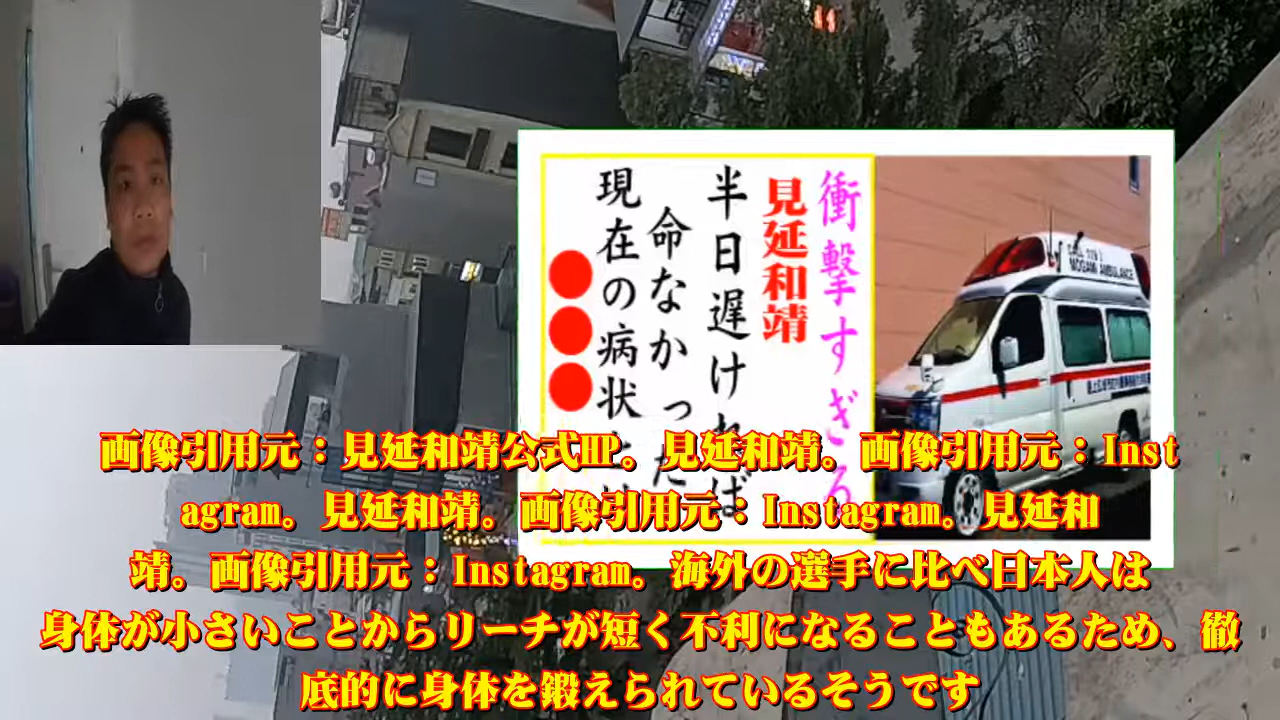 衝撃すぎる
見延和靖
半日遅ければ
命なかった
現在の病状
MOGAMI AMBULANCE
画像引用元：見延和靖公式HP。見延和靖。画像引用元：Inst
agram。見延和靖。画像引用元：Instagram。見延和
靖。画像引用元：Instagram。海外の選手に比べ日本人は
身体が小さいことからリーチが短く不利になることもあるため、徹
底的に身体を鍛えられているそうです